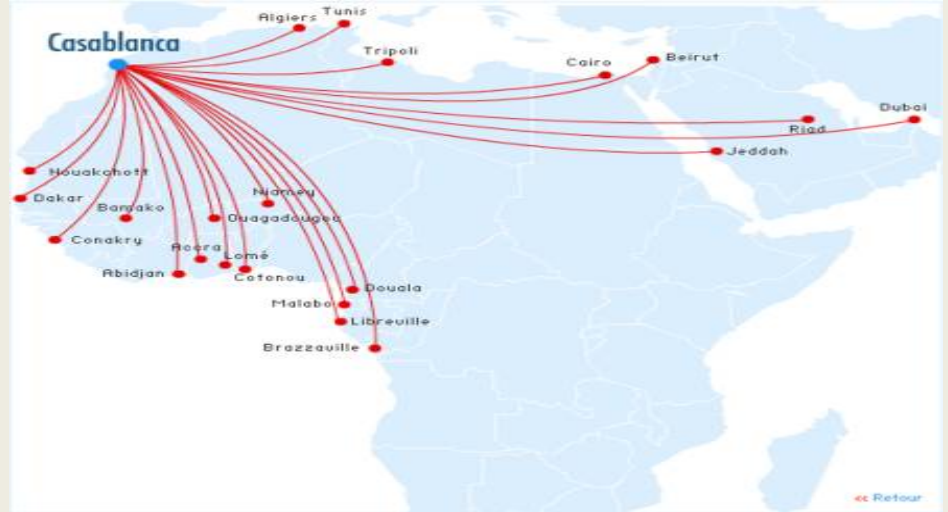 Algiers
Tunis
Casablanca
Tripoli
Cairo
Beirut
Dubai
Riad
Jeddah
Nouakchott
Niamey
Dakar
Bamako
Ouagadougou
Conakry
Accra
Lomé
Abidjan
Cotonou
Douala
Malabo
Libreville
Brazzaville
<< Retour